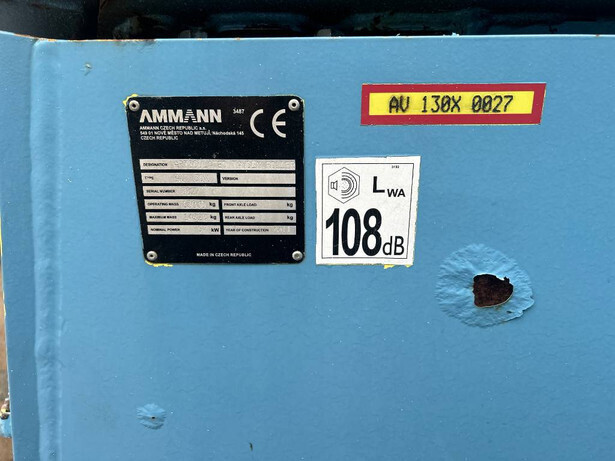 AMMANN 3487 CE
AMMANN CZECH REPUBLIC a.s.
549 01 NOVÉ MĚSTO NAD METUJÍ, Náchodská 145
CZECH REPUBLIC
DESIGNATION
TYPE VERSION
SERIAL NUMBER
OPERATING MASS kg FRONT AXLE LOAD kg
MAXIMUM MASS kg REAR AXLE LOAD kg
NOMINAL POWER kW YEAR OF CONSTRUCTION
MADE IN CZECH REPUBLIC
AV 130X 0027
LWA
108dB